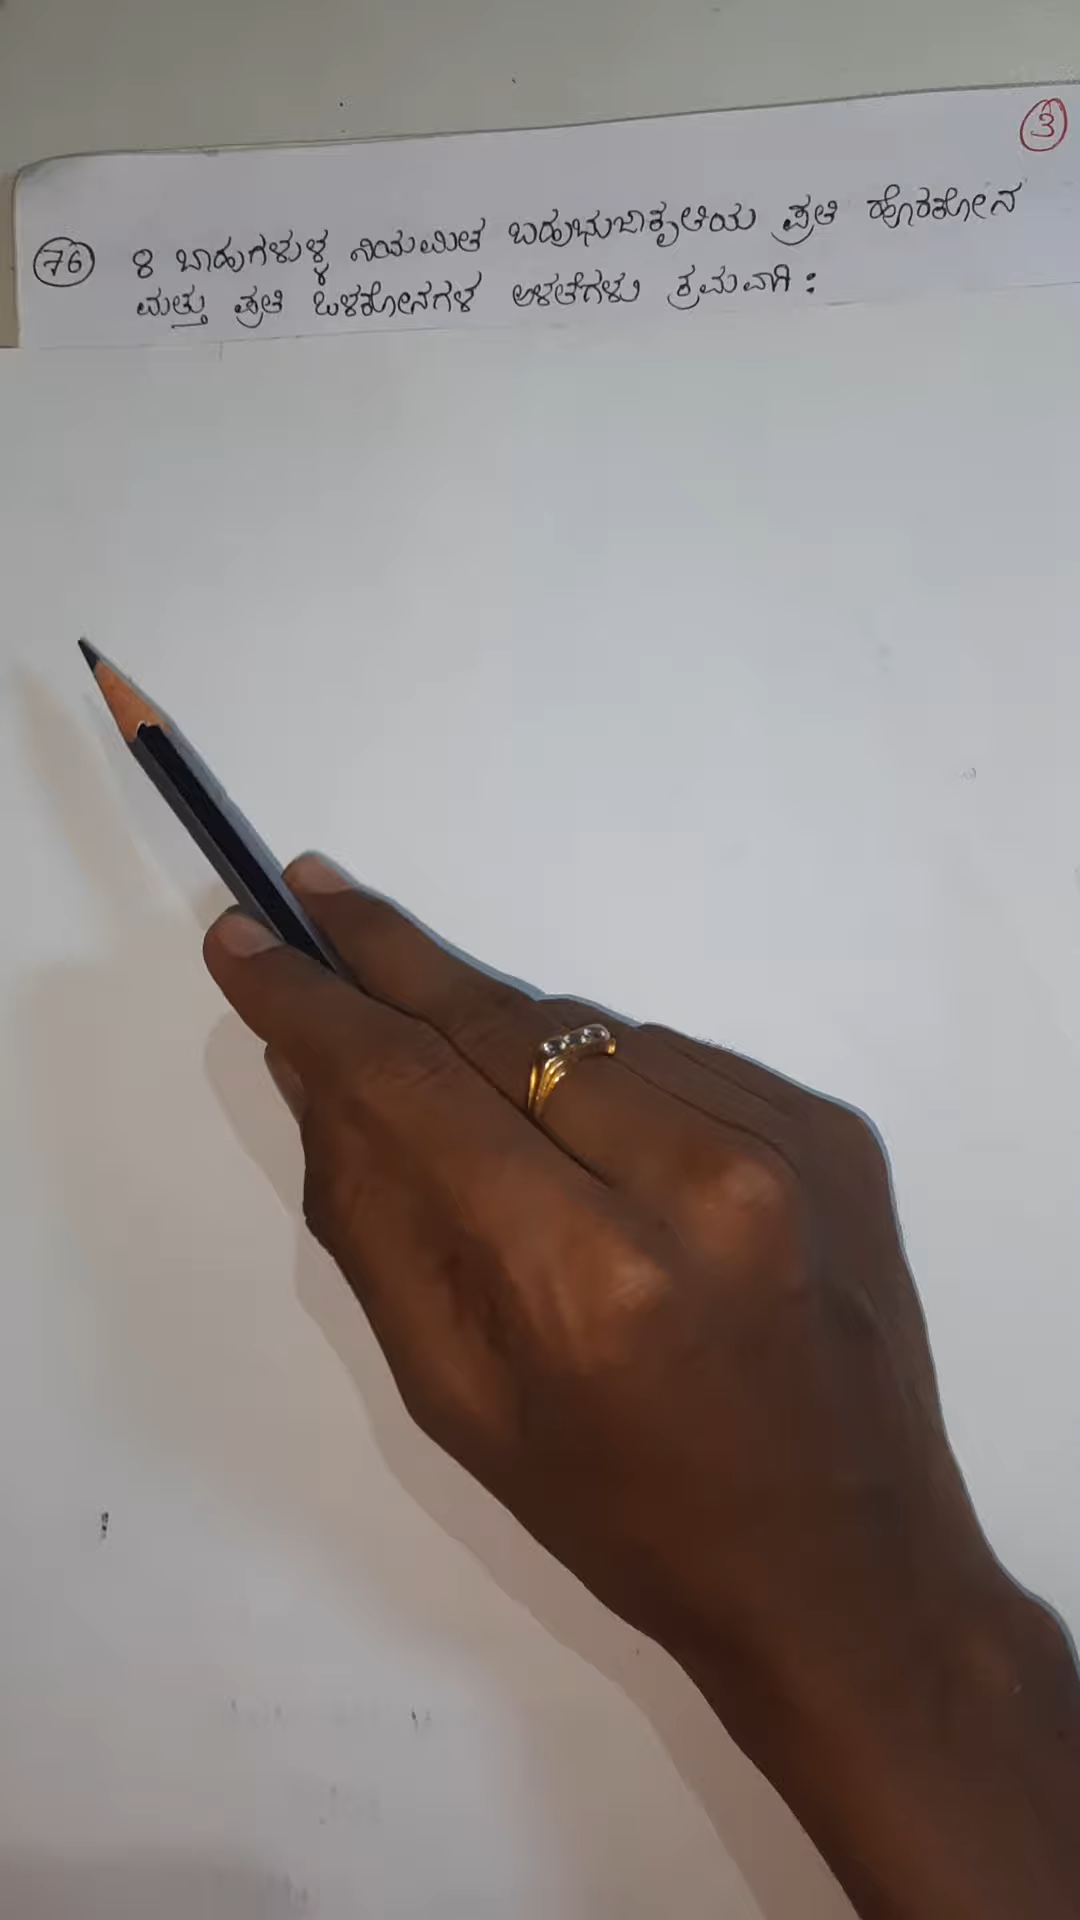 3
76 8 ಬಾಹುಗಳುಳ್ಳ ನಿಯಮಿತ ಬಹುಭುಜಾಕೃತಿಯ ಪ್ರತಿ ಹೊರಕೋನ
ಮತ್ತು ಪ್ರತಿ ಒಳಕೋನಗಳ ಅಳತೆಗಳು ಕ್ರಮವಾಗಿ :